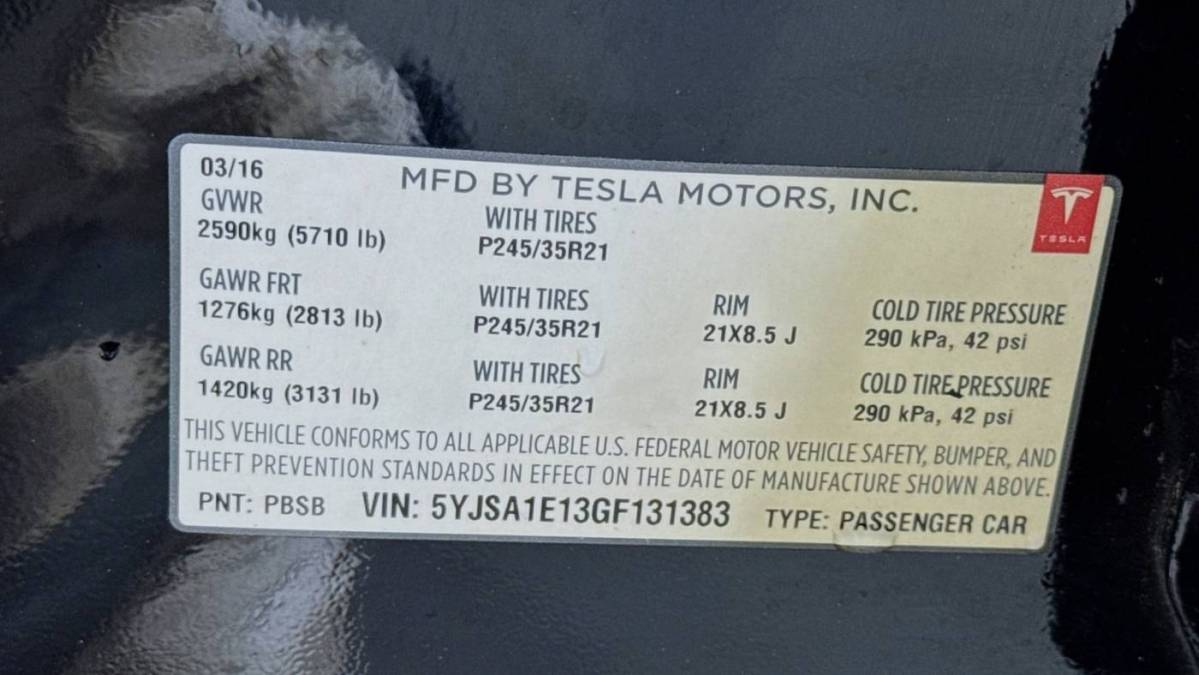 03/16
MFD BY TESLA MOTORS, INC.
TESLA
GVWR
2590kg (5710 lb)
WITH TIRES
P245/35R21
GAWR FRT
1276kg (2813 lb)
WITH TIRES
P245/35R21
RIM
21X8.5 J
COLD TIRE PRESSURE
290 kPa, 42 psi
GAWR RR
1420kg (3131 lb)
WITH TIRES
P245/35R21
RIM
21X8.5 J
COLD TIRE PRESSURE
290 kPa, 42 psi
THIS VEHICLE CONFORMS TO ALL APPLICABLE U.S. FEDERAL MOTOR VEHICLE SAFETY, BUMPER, AND
THEFT PREVENTION STANDARDS IN EFFECT ON THE DATE OF MANUFACTURE SHOWN ABOVE.
PNT: PBSB VIN: 5YJSA1E13GF131383 TYPE: PASSENGER CAR